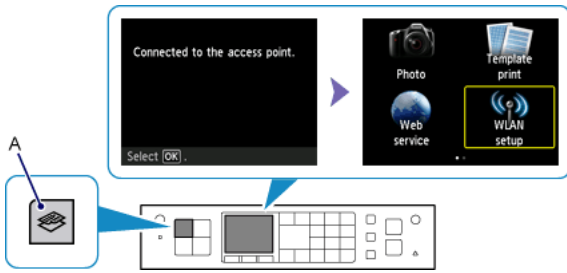 Connected to the access point.
Select OK .
Photo
Template
print
Web
service
WLAN
setup
A